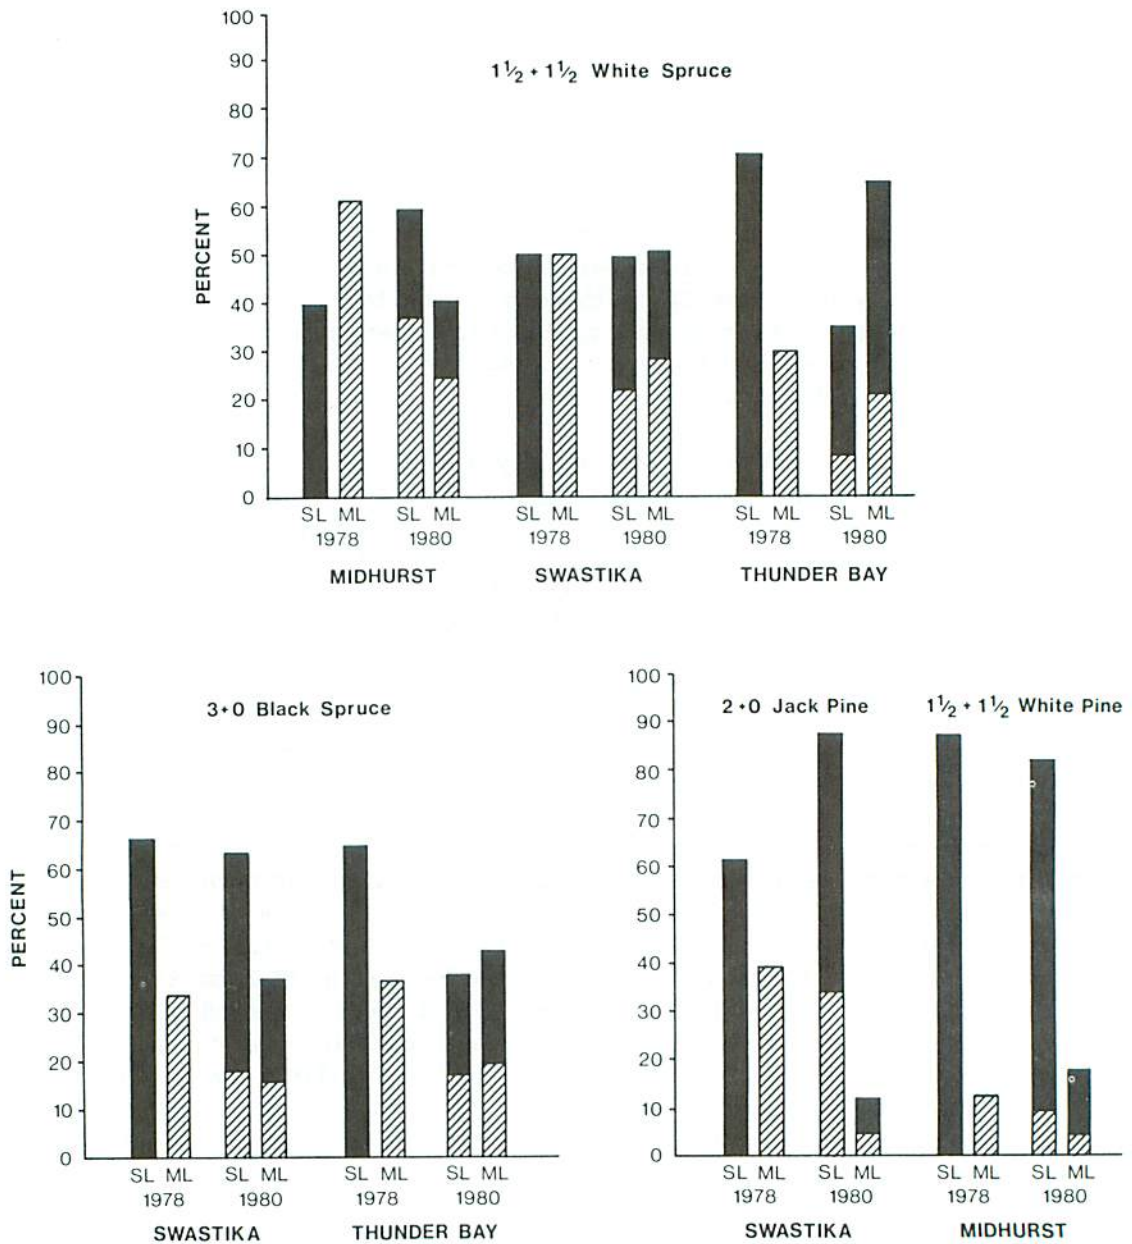 100
1½ + 1½ White Spruce
90
80
70
60
50
40
30
20
10
0
PERCENT
SL ML SL ML SL ML SL ML SL ML SL ML
1978 1980 1978 1980 1978 1980
MIDHURST SWASTIKA THUNDER BAY
100
3+0 Black Spruce
90
80
70
60
50
40
30
20
10
0
PERCENT
SL ML SL ML SL ML SL ML
1978 1980 1978 1980
SWASTIKA THUNDER BAY
100
2+0 Jack Pine 1½ + 1½ White Pine
90
80
70
60
50
40
30
20
10
0
SL ML SL ML SL ML SL ML
1978 1980 1978 1980
SWASTIKA MIDHURST